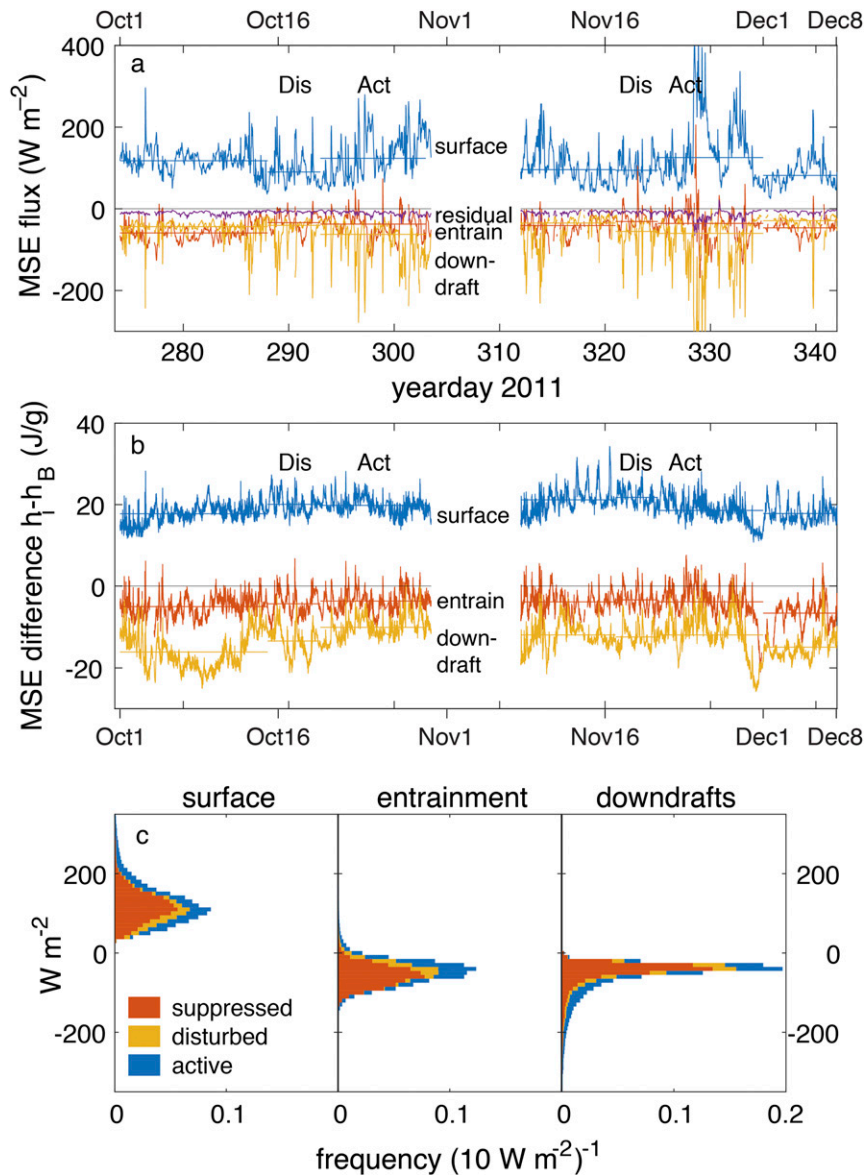 Oct1 Oct16 Nov1 Nov16 Dec1 Dec8
a
MSE flux (W m⁻²)
400
200
0
-200
Dis Act Dis Act
surface
residual
entrain
down-
draft
280 290 300 310 320 330 340
yearday 2011
b
MSE difference hᵢ-h_B (J/g)
40
20
0
-20
Dis Act Dis Act
surface
entrain
down-
draft
Oct1 Oct16 Nov1 Nov16 Dec1 Dec8
surface entrainment downdrafts
c
W m⁻²
200 200
0 0
-200 -200
suppressed
disturbed
active
0 0.1 0 0.1 0 0.1 0.2
frequency (10 W m⁻²)⁻¹